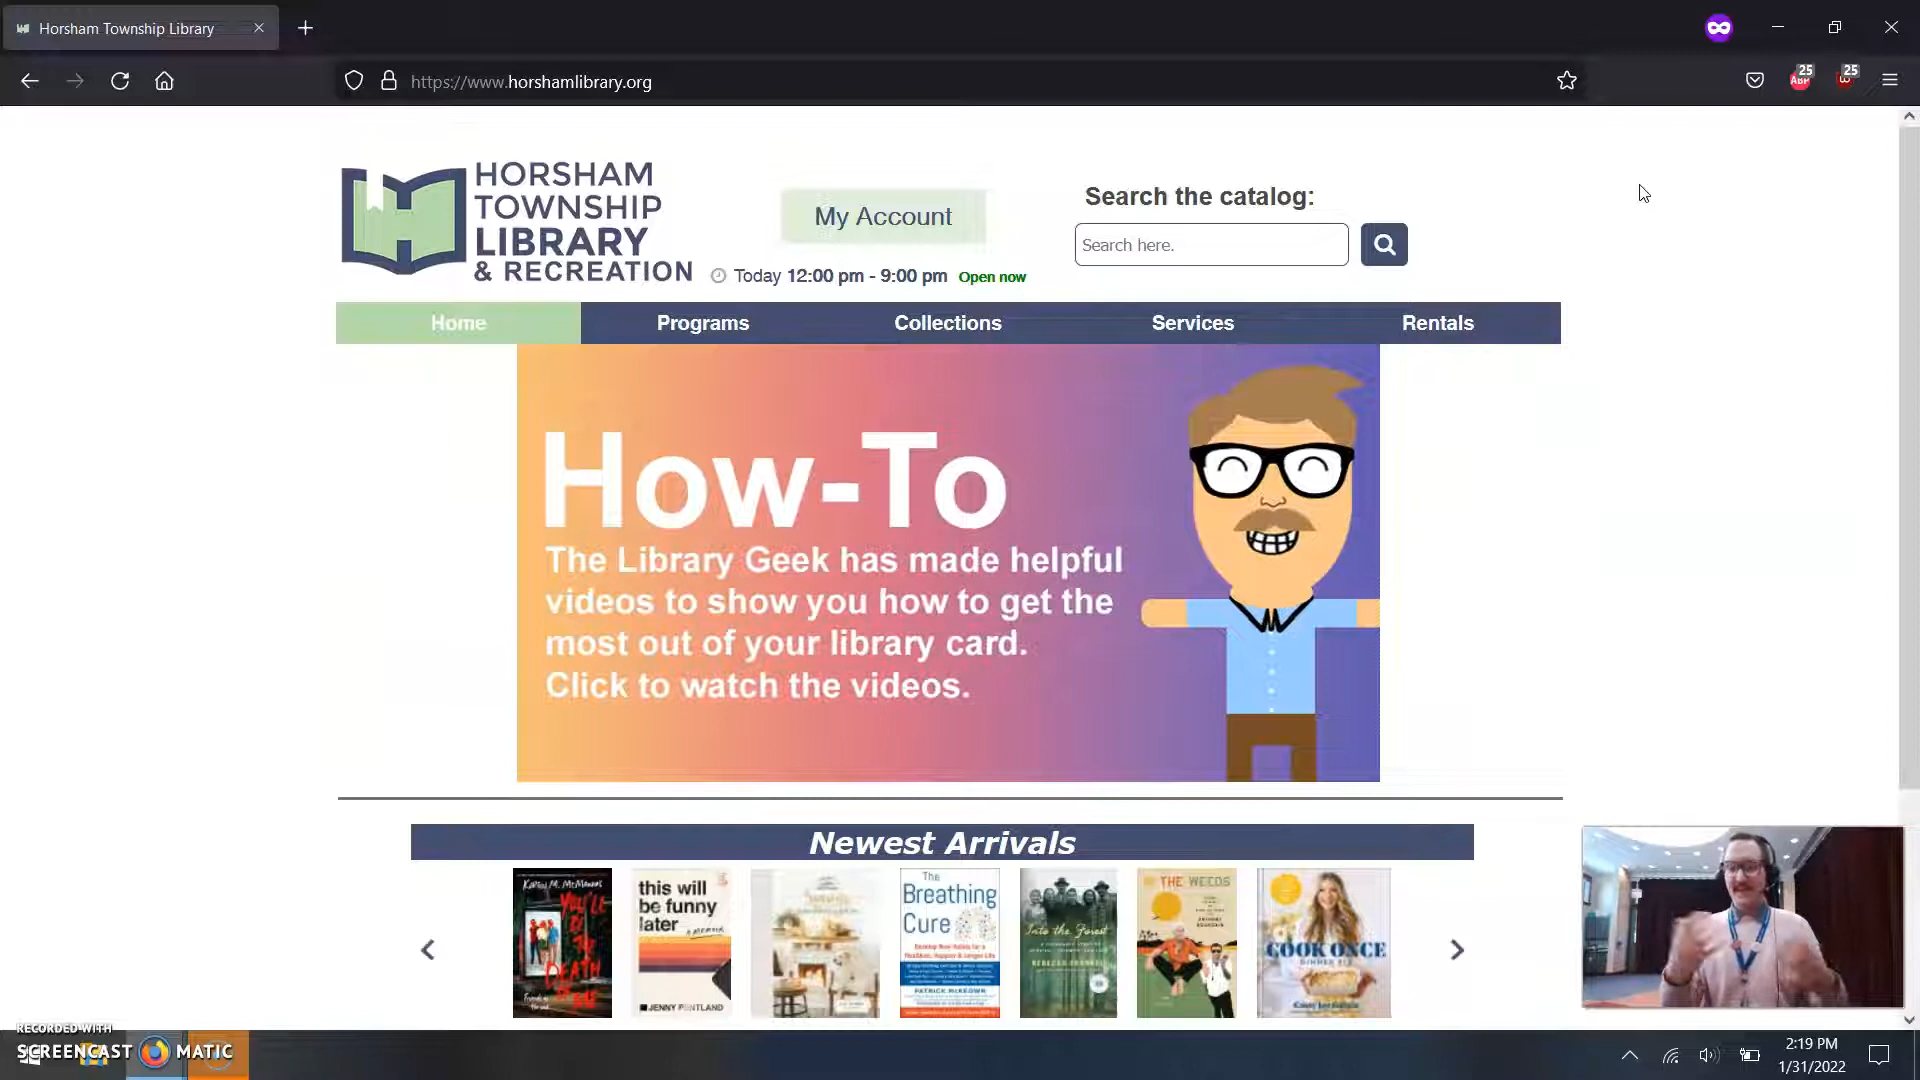 Horsham Township Library
25
25
https://www.horshamlibrary.org
HORSHAM
TOWNSHIP
LIBRARY
& RECREATION
My Account
Today 12:00 pm - 9:00 pm Open now
Search the catalog:
Search here.
Home Programs Collections Services Rentals
How-To
The Library Geek has made helpful
videos to show you how to get the
most out of your library card.
Click to watch the videos.
Newest Arrivals
this will
be funny
later
a memoir
JENNY PENTLAND
The
Breathing
Cure
PATRICK McKEOWN
Into the Forest
THE WEEDS
COOK ONCE
RECORDED WITH
SCREENCAST MATIC
2:19 PM
1/31/2022